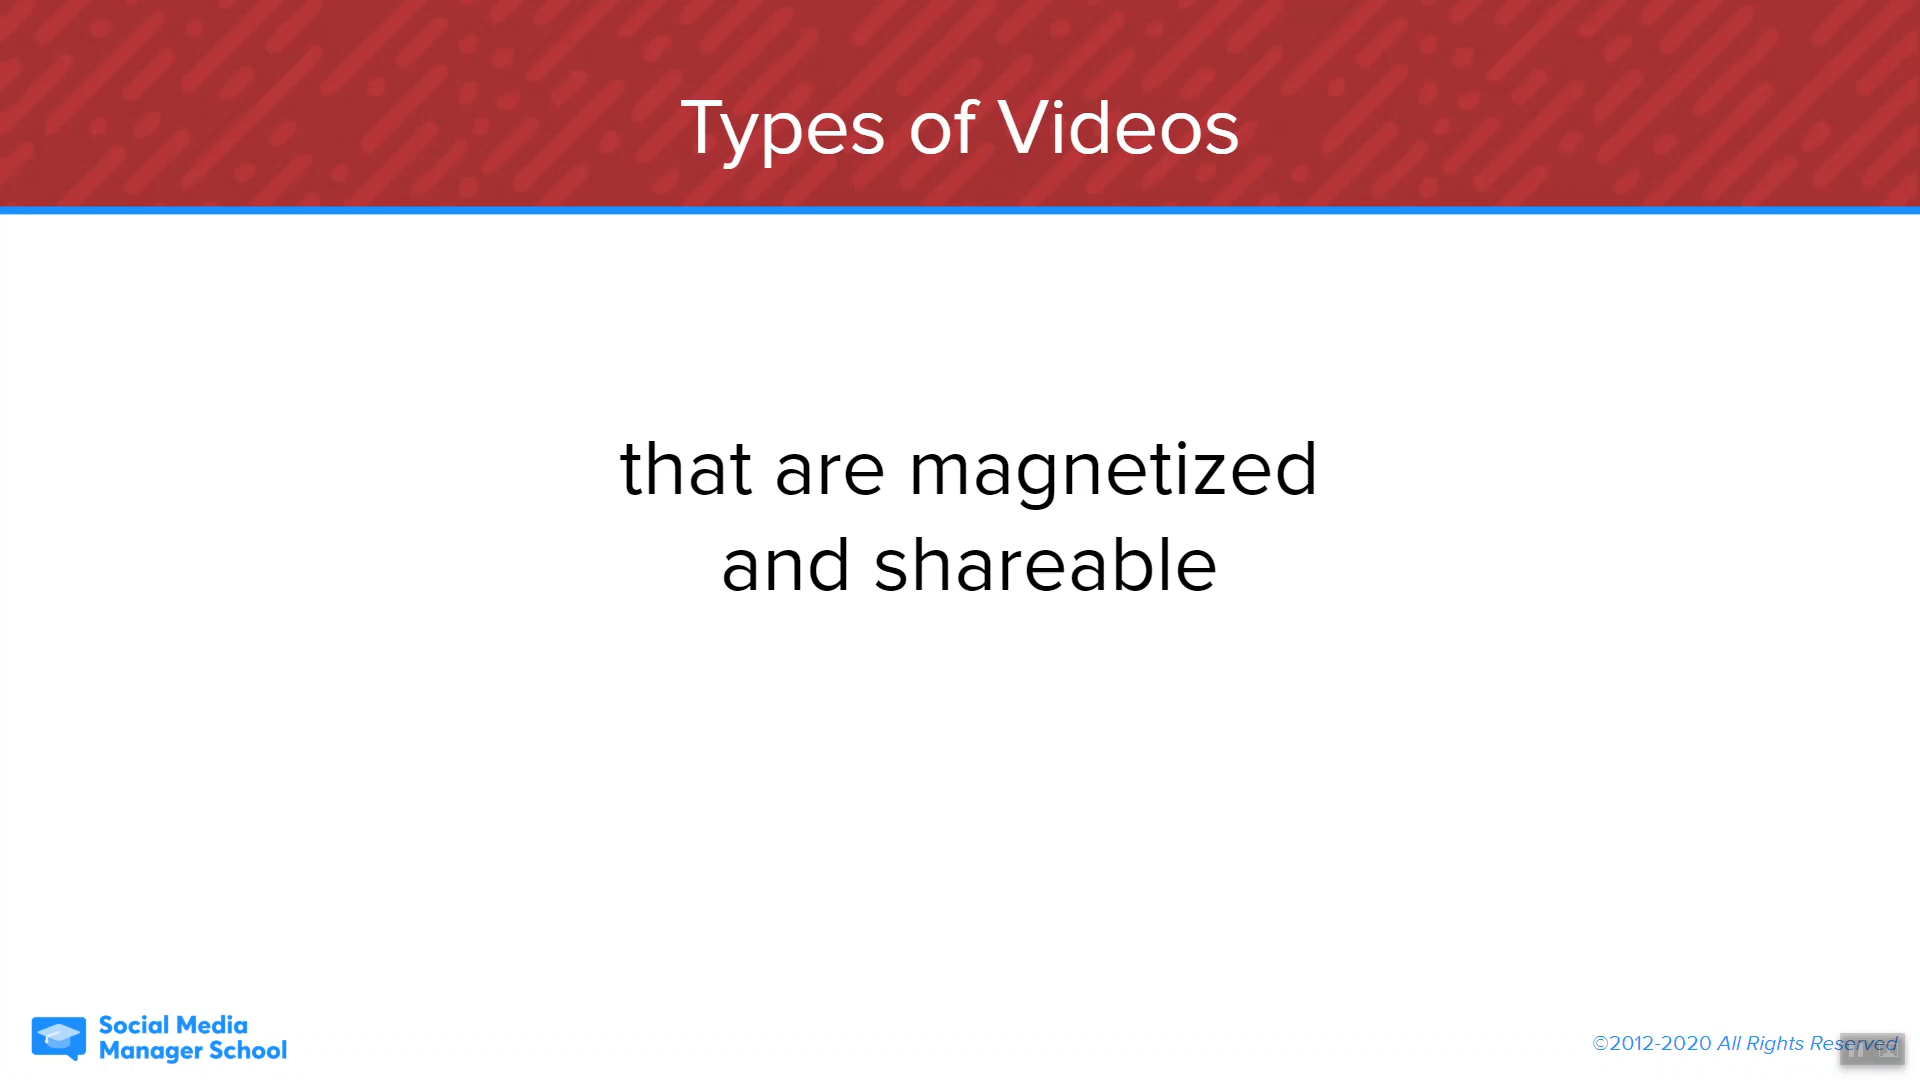 Types of Videos
that are magnetized
and shareable
Social Media
Manager School
©2012-2020 All Rights Reserved